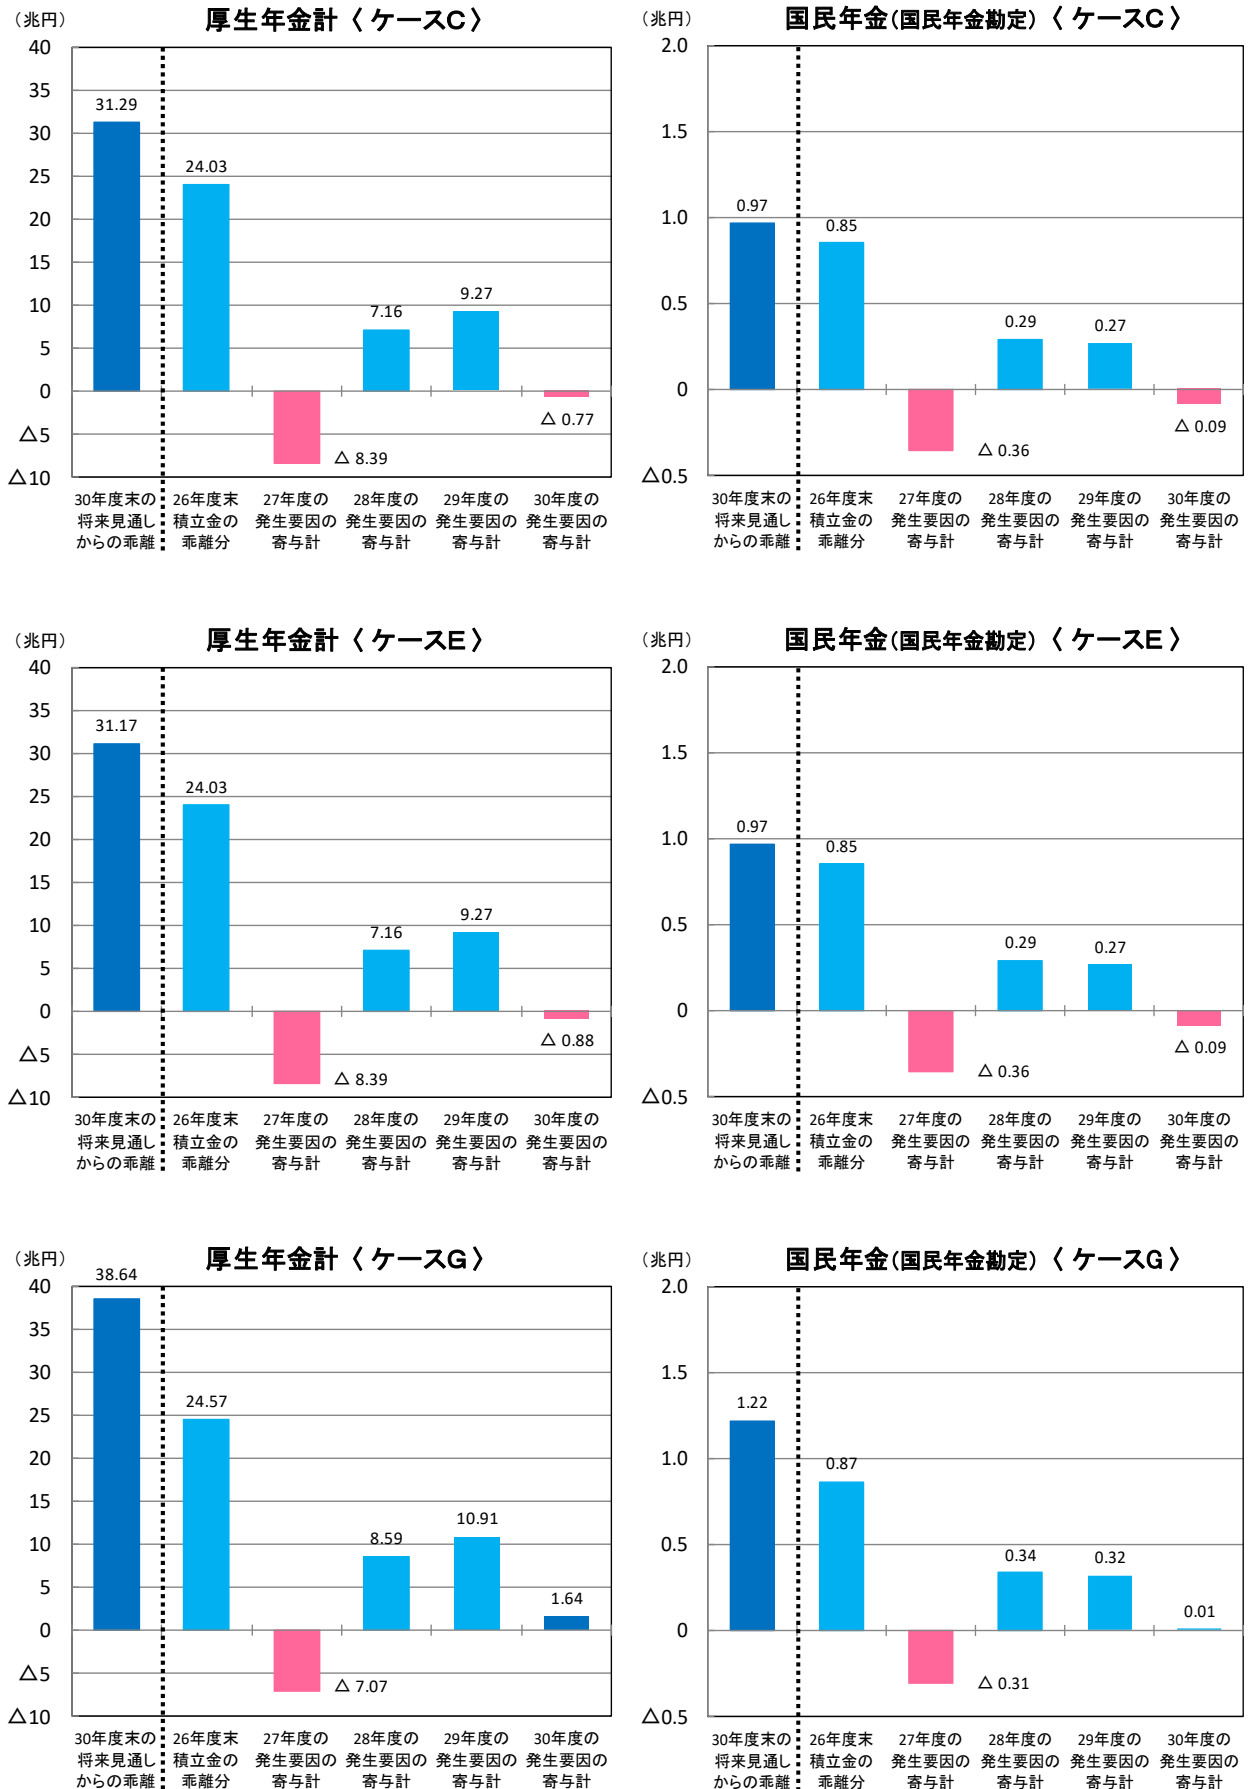 (兆円)
厚生年金計〈ケースC〉
40
35
30
25
20
15
10
5
0
△5
△10
31.29
24.03
△ 8.39
7.16
9.27
△ 0.77
30年度末の
将来見通し
からの乖離
26年度末
積立金の
乖離分
27年度の
発生要因の
寄与計
28年度の
発生要因の
寄与計
29年度の
発生要因の
寄与計
30年度の
発生要因の
寄与計
(兆円)
国民年金(国民年金勘定)〈ケースC〉
2.0
1.5
1.0
0.5
0
△0.5
0.97
0.85
△ 0.36
0.29
0.27
△ 0.09
30年度末の
将来見通し
からの乖離
26年度末
積立金の
乖離分
27年度の
発生要因の
寄与計
28年度の
発生要因の
寄与計
29年度の
発生要因の
寄与計
30年度の
発生要因の
寄与計
(兆円)
厚生年金計〈ケースE〉
40
35
30
25
20
15
10
5
0
△5
△10
31.17
24.03
△ 8.39
7.16
9.27
△ 0.88
30年度末の
将来見通し
からの乖離
26年度末
積立金の
乖離分
27年度の
発生要因の
寄与計
28年度の
発生要因の
寄与計
29年度の
発生要因の
寄与計
30年度の
発生要因の
寄与計
(兆円)
国民年金(国民年金勘定)〈ケースE〉
2.0
1.5
1.0
0.5
0
△0.5
0.97
0.85
△ 0.36
0.29
0.27
△ 0.09
30年度末の
将来見通し
からの乖離
26年度末
積立金の
乖離分
27年度の
発生要因の
寄与計
28年度の
発生要因の
寄与計
29年度の
発生要因の
寄与計
30年度の
発生要因の
寄与計
(兆円)
厚生年金計〈ケースG〉
40
35
30
25
20
15
10
5
0
△5
△10
38.64
24.57
△ 7.07
8.59
10.91
1.64
30年度末の
将来見通し
からの乖離
26年度末
積立金の
乖離分
27年度の
発生要因の
寄与計
28年度の
発生要因の
寄与計
29年度の
発生要因の
寄与計
30年度の
発生要因の
寄与計
(兆円)
国民年金(国民年金勘定)〈ケースG〉
2.0
1.5
1.0
0.5
0
△0.5
1.22
0.87
△ 0.31
0.34
0.32
0.01
30年度末の
将来見通し
からの乖離
26年度末
積立金の
乖離分
27年度の
発生要因の
寄与計
28年度の
発生要因の
寄与計
29年度の
発生要因の
寄与計
30年度の
発生要因の
寄与計